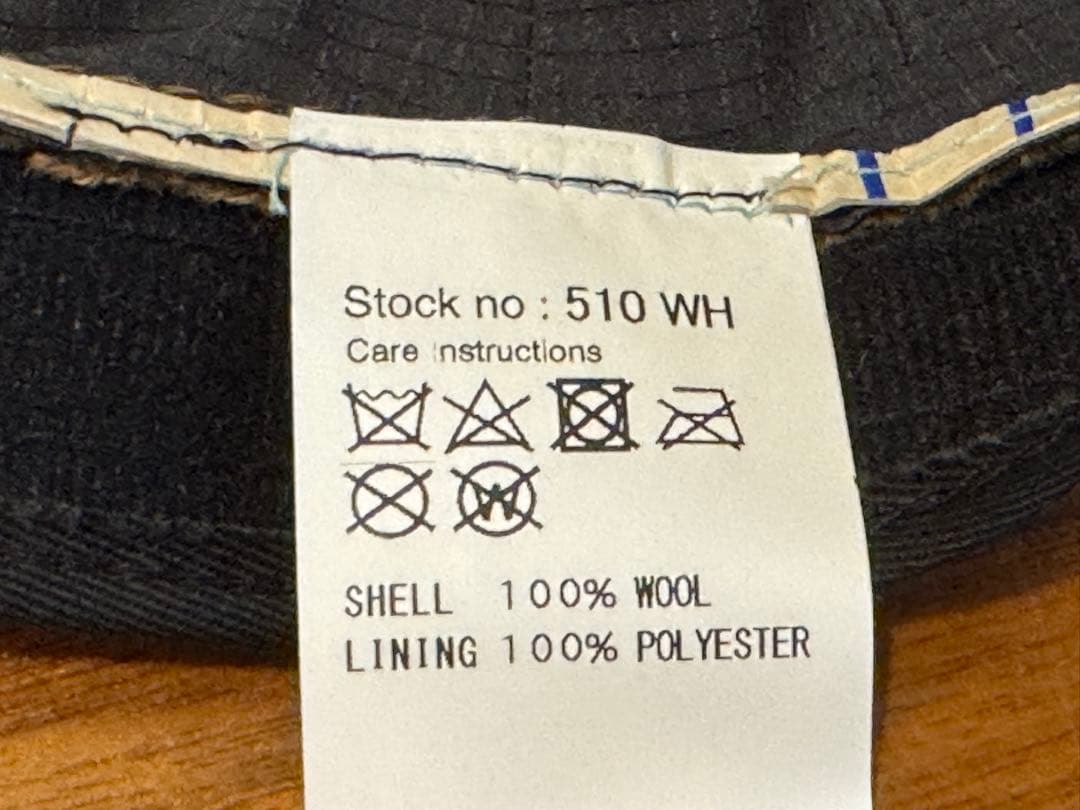 Stock no : 510 WH
Care Instructions
W
SHELL 100% WOOL
LINING 100% POLYESTER